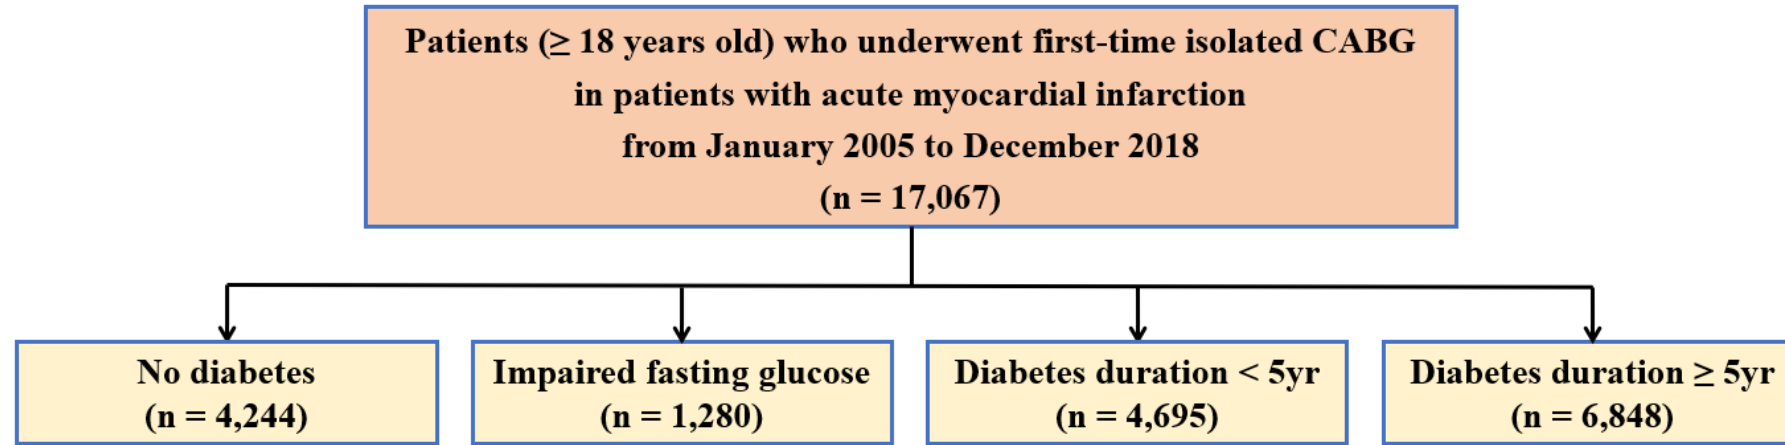 Patients (≥ 18 years old) who underwent first-time isolated CABG
in patients with acute myocardial infarction
from January 2005 to December 2018
(n = 17,067)
No diabetes
(n = 4,244)
Impaired fasting glucose
(n = 1,280)
Diabetes duration < 5yr
(n = 4,695)
Diabetes duration ≥ 5yr
(n = 6,848)